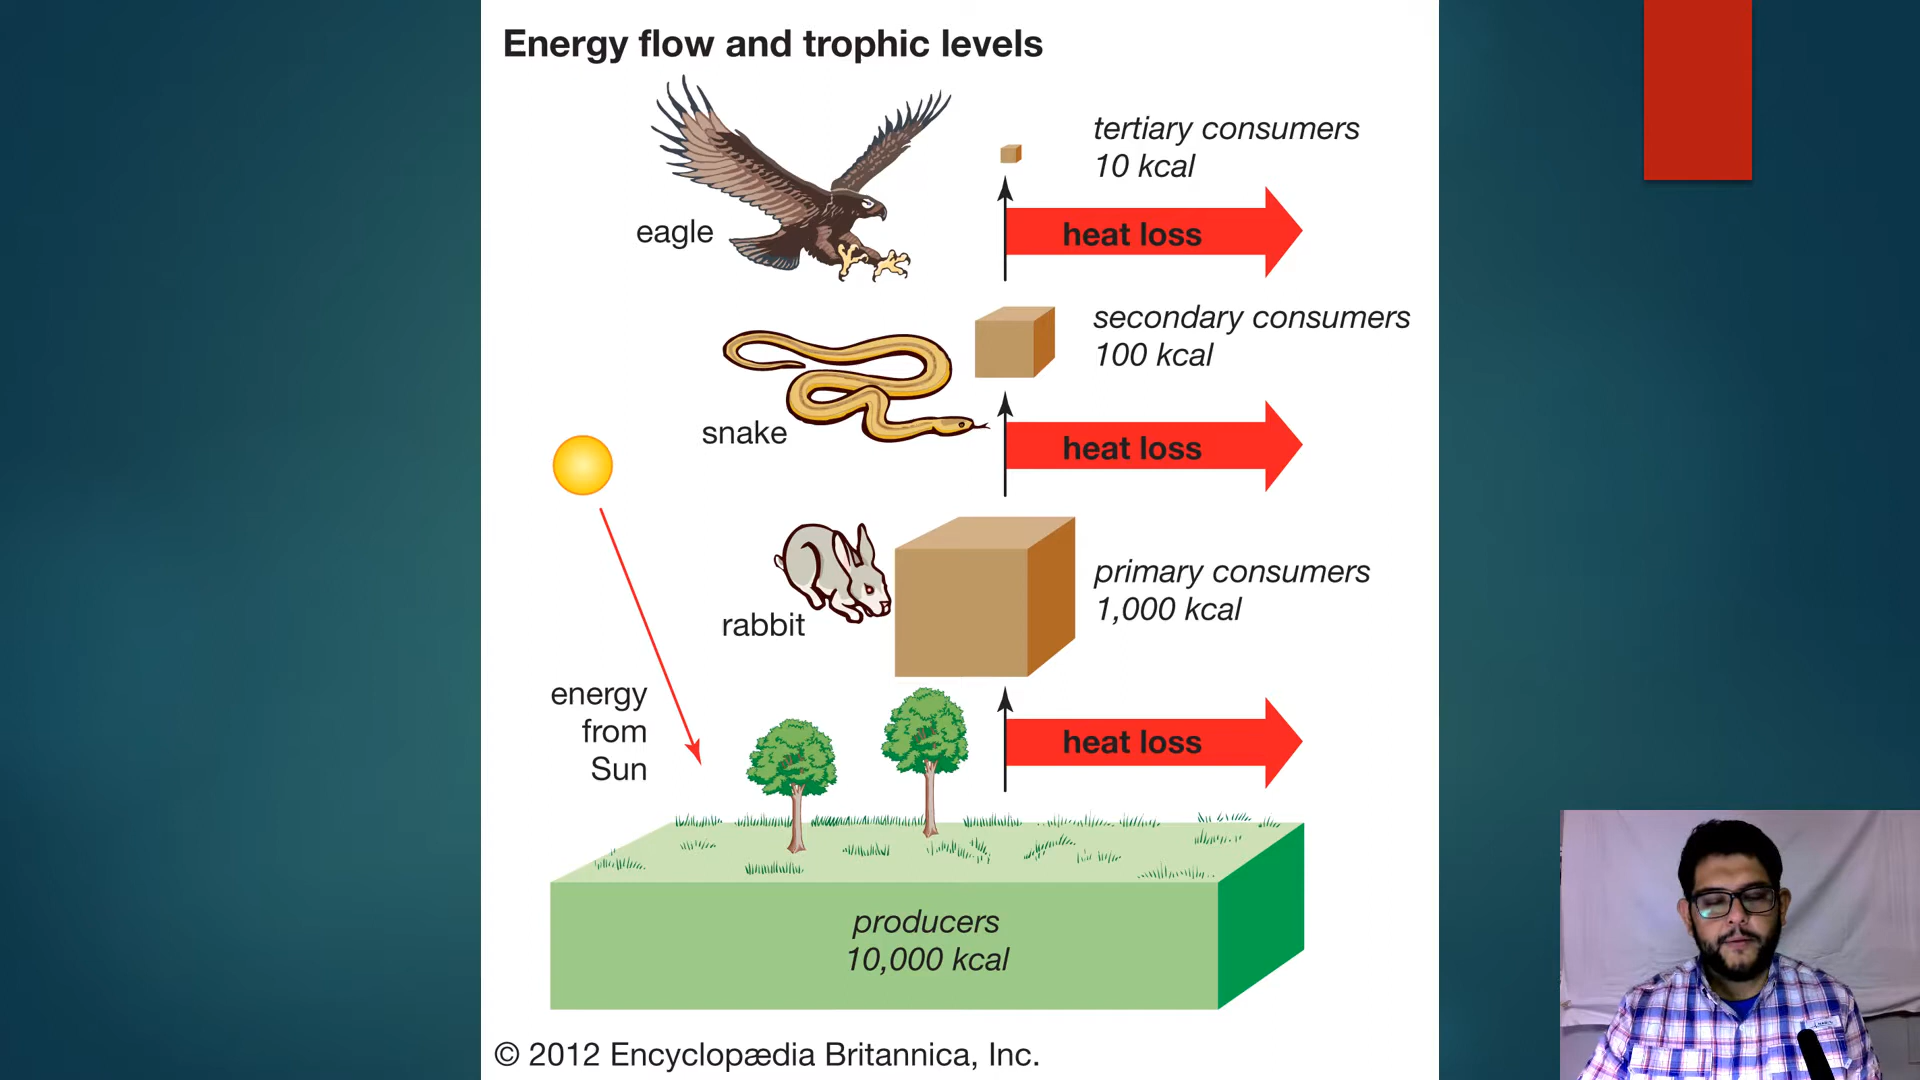 Energy flow and trophic levels
tertiary consumers
10 kcal
eagle
heat loss
secondary consumers
100 kcal
snake
heat loss
primary consumers
1,000 kcal
rabbit
energy
from
Sun
heat loss
producers
10,000 kcal
© 2012 Encyclopædia Britannica, Inc.